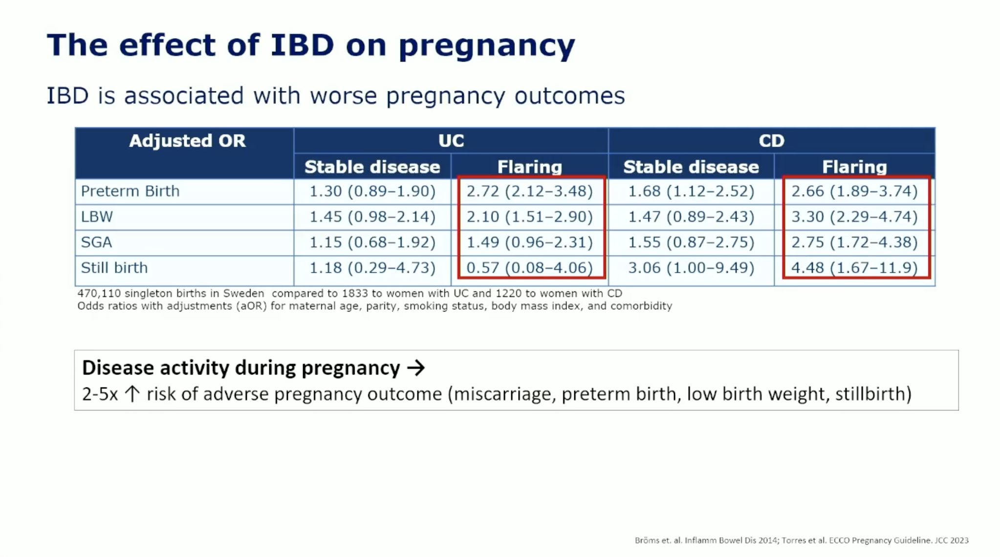 The effect of IBD on pregnancy
IBD is associated with worse pregnancy outcomes
Adjusted OR UC CD
Stable disease Flaring Stable disease Flaring
Preterm Birth 1.30 (0.89–1.90) 2.72 (2.12–3.48) 1.68 (1.12–2.52) 2.66 (1.89–3.74)
LBW 1.45 (0.98–2.14) 2.10 (1.51–2.90) 1.47 (0.89–2.43) 3.30 (2.29–4.74)
SGA 1.15 (0.68–1.92) 1.49 (0.96–2.31) 1.55 (0.87–2.75) 2.75 (1.72–4.38)
Still birth 1.18 (0.29–4.73) 0.57 (0.08–4.06) 3.06 (1.00–9.49) 4.48 (1.67–11.9)
470,110 singleton births in Sweden compared to 1833 to women with UC and 1220 to women with CD
Odds ratios with adjustments (aOR) for maternal age, parity, smoking status, body mass index, and comorbidity
Disease activity during pregnancy →
2-5x ↑ risk of adverse pregnancy outcome (miscarriage, preterm birth, low birth weight, stillbirth)
Bröms et. al. Inflamm Bowel Dis 2014; Torres et al. ECCO Pregnancy Guideline. JCC 2023